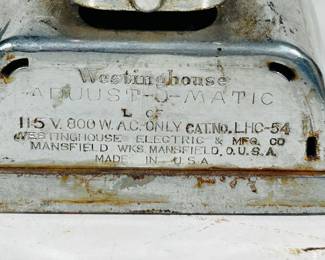 Westinghouse
ADJUST-O-MATIC
115 V. 800 W. A.C. ONLY CAT. NO. LHC-54
WESTINGHOUSE ELECTRIC & MFG. CO
MANSFIELD WKS. MANSFIELD, O. U.S.A.
MADE IN U.S.A